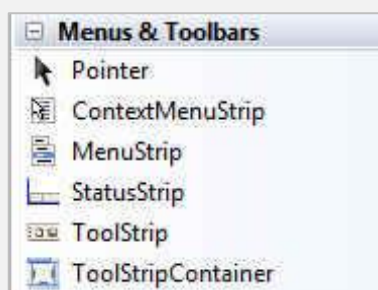 Menus & Toolbars
Pointer
ContextMenuStrip
MenuStrip
StatusStrip
ToolStrip
ToolStripContainer